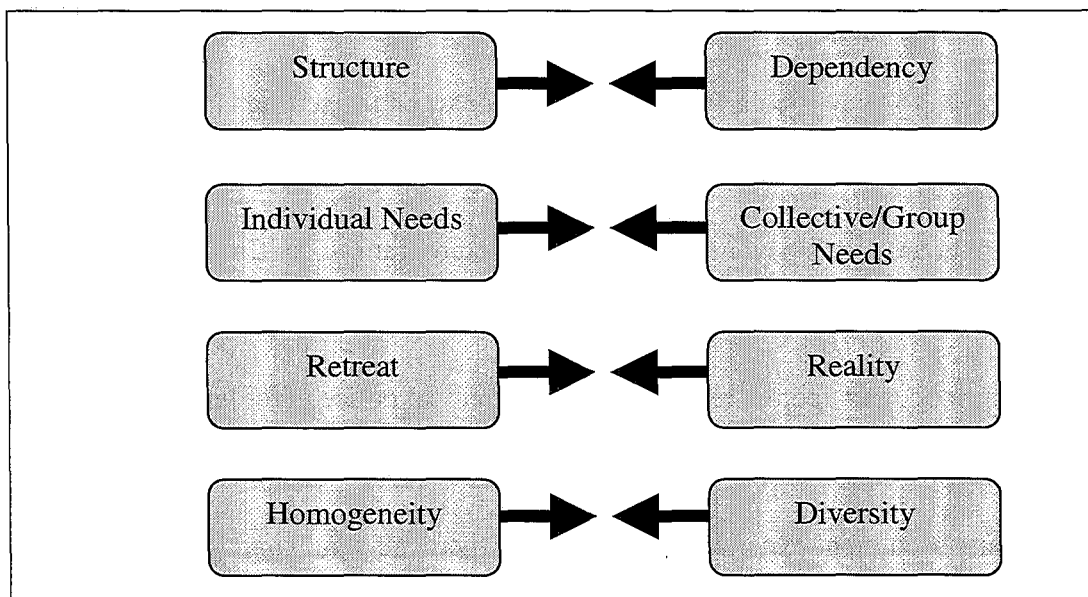 Structure
Dependency
Individual Needs
Collective/Group
Needs
Retreat
Reality
Homogeneity
Diversity